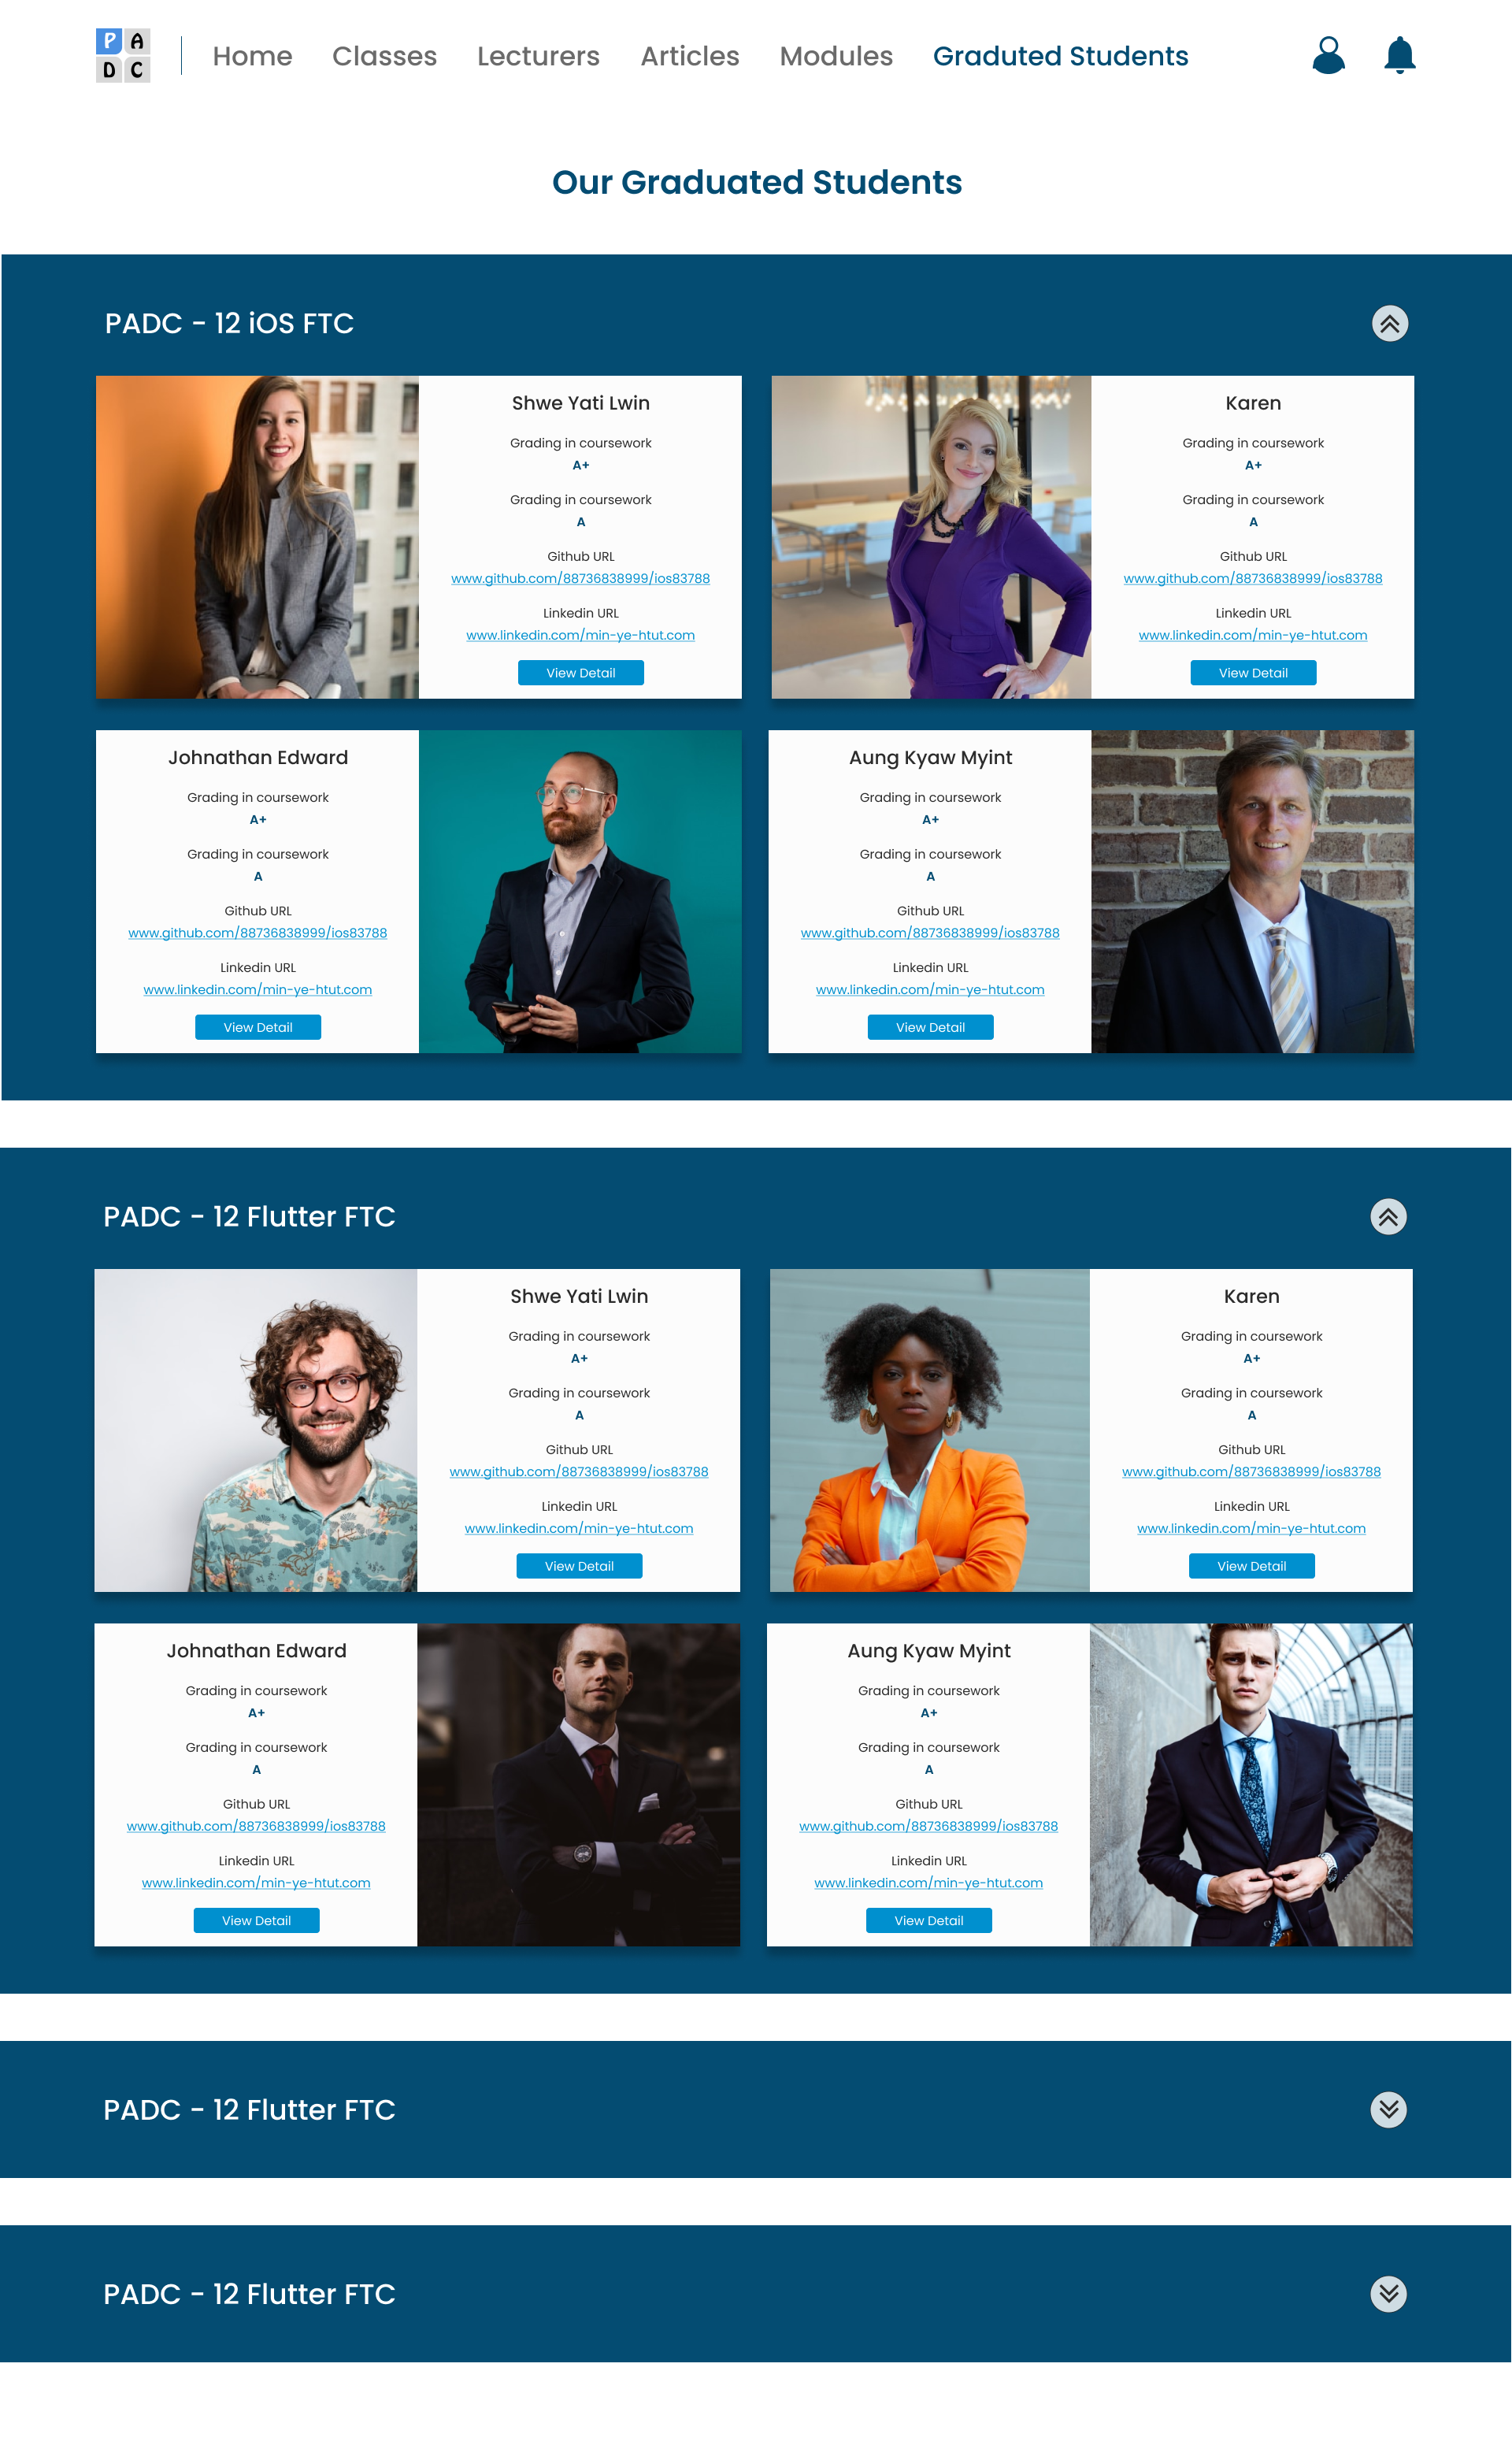 P A
D C
Home Classes Lecturers Articles Modules Graduted Students
Our Graduated Students
PADC - 12 iOS FTC
Shwe Yati Lwin
Grading in coursework
A+
Grading in coursework
A
Github URL
www.github.com/88736838999/ios83788
Linkedin URL
www.linkedin.com/min-ye-htut.com
View Detail
Karen
Grading in coursework
A+
Grading in coursework
A
Github URL
www.github.com/88736838999/ios83788
Linkedin URL
www.linkedin.com/min-ye-htut.com
View Detail
Johnathan Edward
Grading in coursework
A+
Grading in coursework
A
Github URL
www.github.com/88736838999/ios83788
Linkedin URL
www.linkedin.com/min-ye-htut.com
View Detail
Aung Kyaw Myint
Grading in coursework
A+
Grading in coursework
A
Github URL
www.github.com/88736838999/ios83788
Linkedin URL
www.linkedin.com/min-ye-htut.com
View Detail
PADC - 12 Flutter FTC
Shwe Yati Lwin
Grading in coursework
A+
Grading in coursework
A
Github URL
www.github.com/88736838999/ios83788
Linkedin URL
www.linkedin.com/min-ye-htut.com
View Detail
Karen
Grading in coursework
A+
Grading in coursework
A
Github URL
www.github.com/88736838999/ios83788
Linkedin URL
www.linkedin.com/min-ye-htut.com
View Detail
Johnathan Edward
Grading in coursework
A+
Grading in coursework
A
Github URL
www.github.com/88736838999/ios83788
Linkedin URL
www.linkedin.com/min-ye-htut.com
View Detail
Aung Kyaw Myint
Grading in coursework
A+
Grading in coursework
A
Github URL
www.github.com/88736838999/ios83788
Linkedin URL
www.linkedin.com/min-ye-htut.com
View Detail
PADC - 12 Flutter FTC
PADC - 12 Flutter FTC